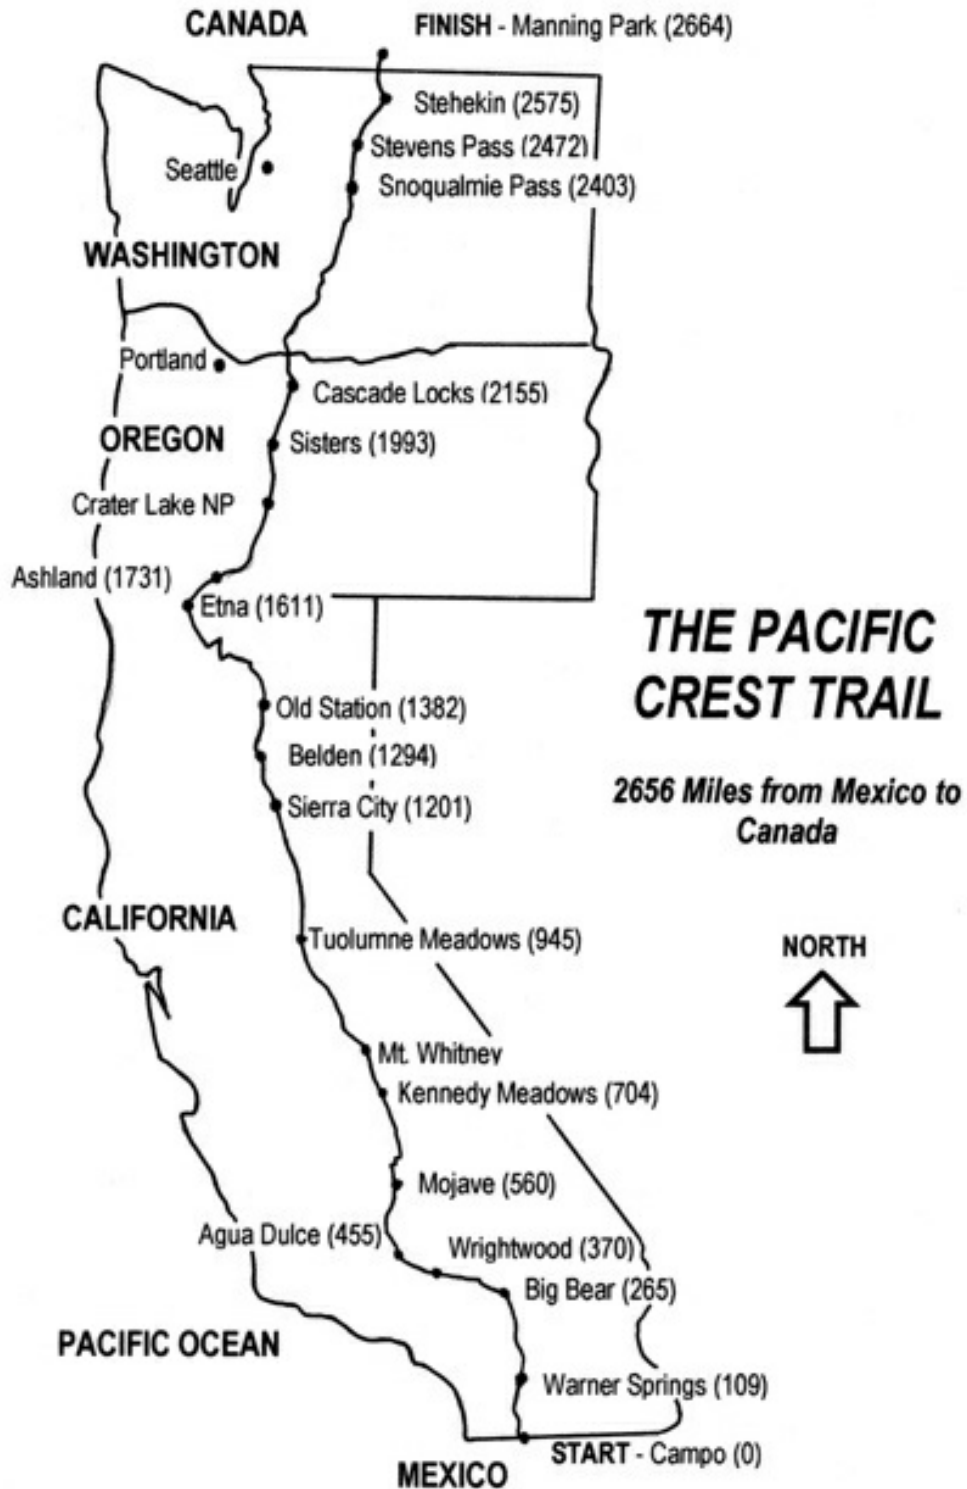 CANADA
FINISH - Manning Park (2664)
Stehekin (2575)
Stevens Pass (2472)
Seattle
Snoqualmie Pass (2403)
WASHINGTON
Portland
Cascade Locks (2155)
OREGON
Sisters (1993)
Crater Lake NP
Ashland (1731)
Etna (1611)
THE PACIFIC
CREST TRAIL
Old Station (1382)
Belden (1294)
2656 Miles from Mexico to
Canada
Sierra City (1201)
CALIFORNIA
Tuolumne Meadows (945)
NORTH
Mt. Whitney
Kennedy Meadows (704)
Mojave (560)
Agua Dulce (455)
Wrightwood (370)
Big Bear (265)
PACIFIC OCEAN
Warner Springs (109)
START - Campo (0)
MEXICO